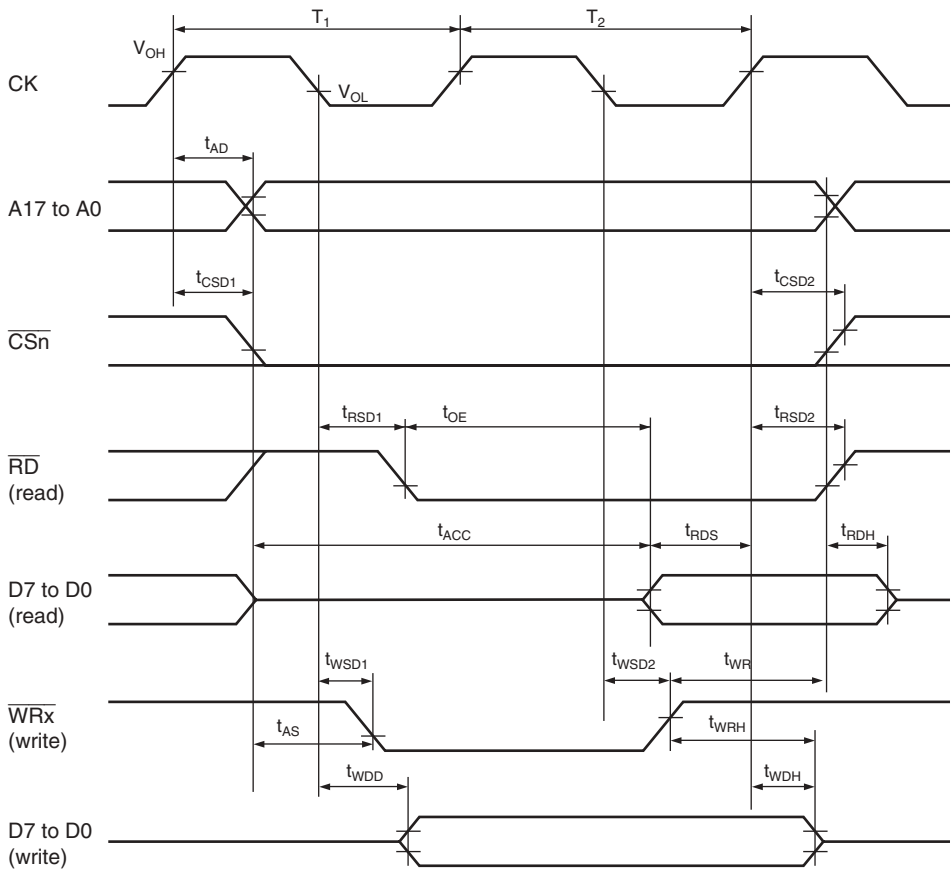 T1 T2
VOH
CK
VOL
tAD
A17 to A0
tCSD1 tCSD2
CSn
tRSD1 tOE tRSD2
RD
(read)
tACC tRDS tRDH
D7 to D0
(read)
tWSD1 tWSD2 tWR
WRx
(write)
tAS tWRH
tWDD tWDH
D7 to D0
(write)